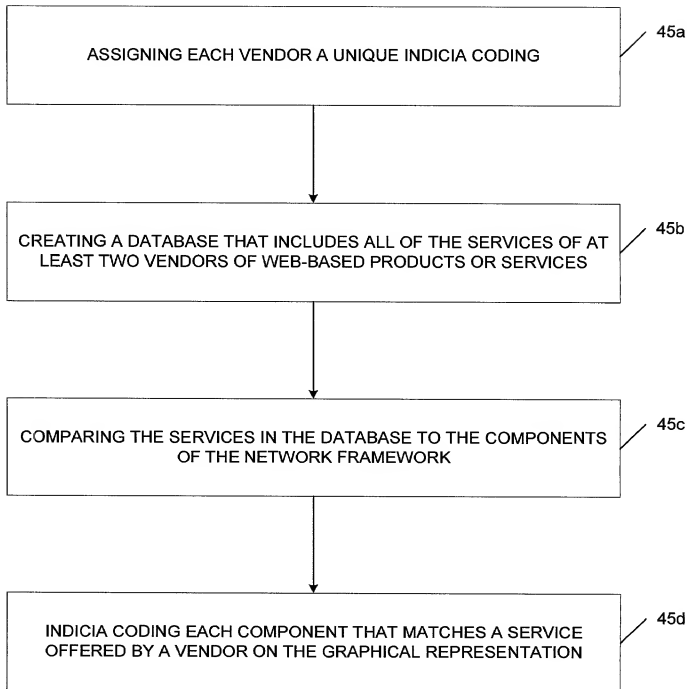 ASSIGNING EACH VENDOR A UNIQUE INDICIA CODING
45a
CREATING A DATABASE THAT INCLUDES ALL OF THE SERVICES OF AT
LEAST TWO VENDORS OF WEB-BASED PRODUCTS OR SERVICES
45b
COMPARING THE SERVICES IN THE DATABASE TO THE COMPONENTS
OF THE NETWORK FRAMEWORK
45c
INDICIA CODING EACH COMPONENT THAT MATCHES A SERVICE
OFFERED BY A VENDOR ON THE GRAPHICAL REPRESENTATION
45d